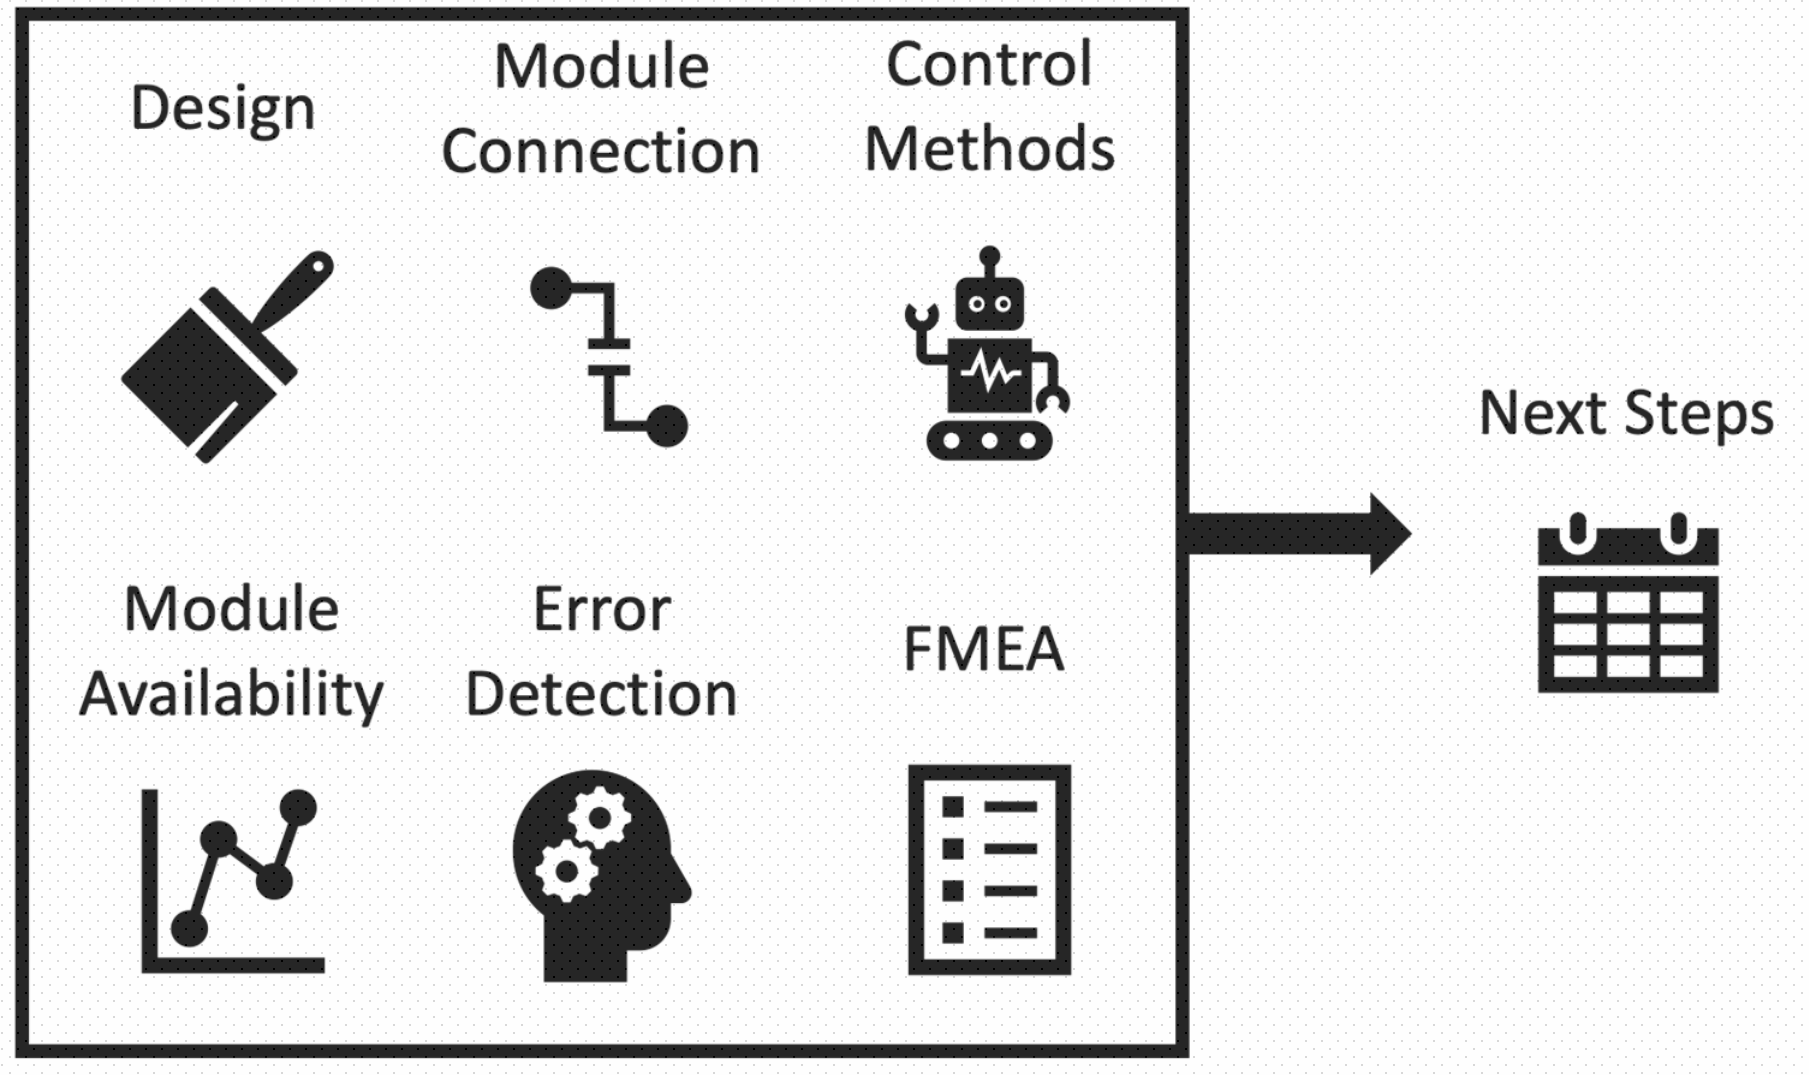 Design
Module
Connection
Control
Methods
Module
Availability
Error
Detection
FMEA
Next Steps